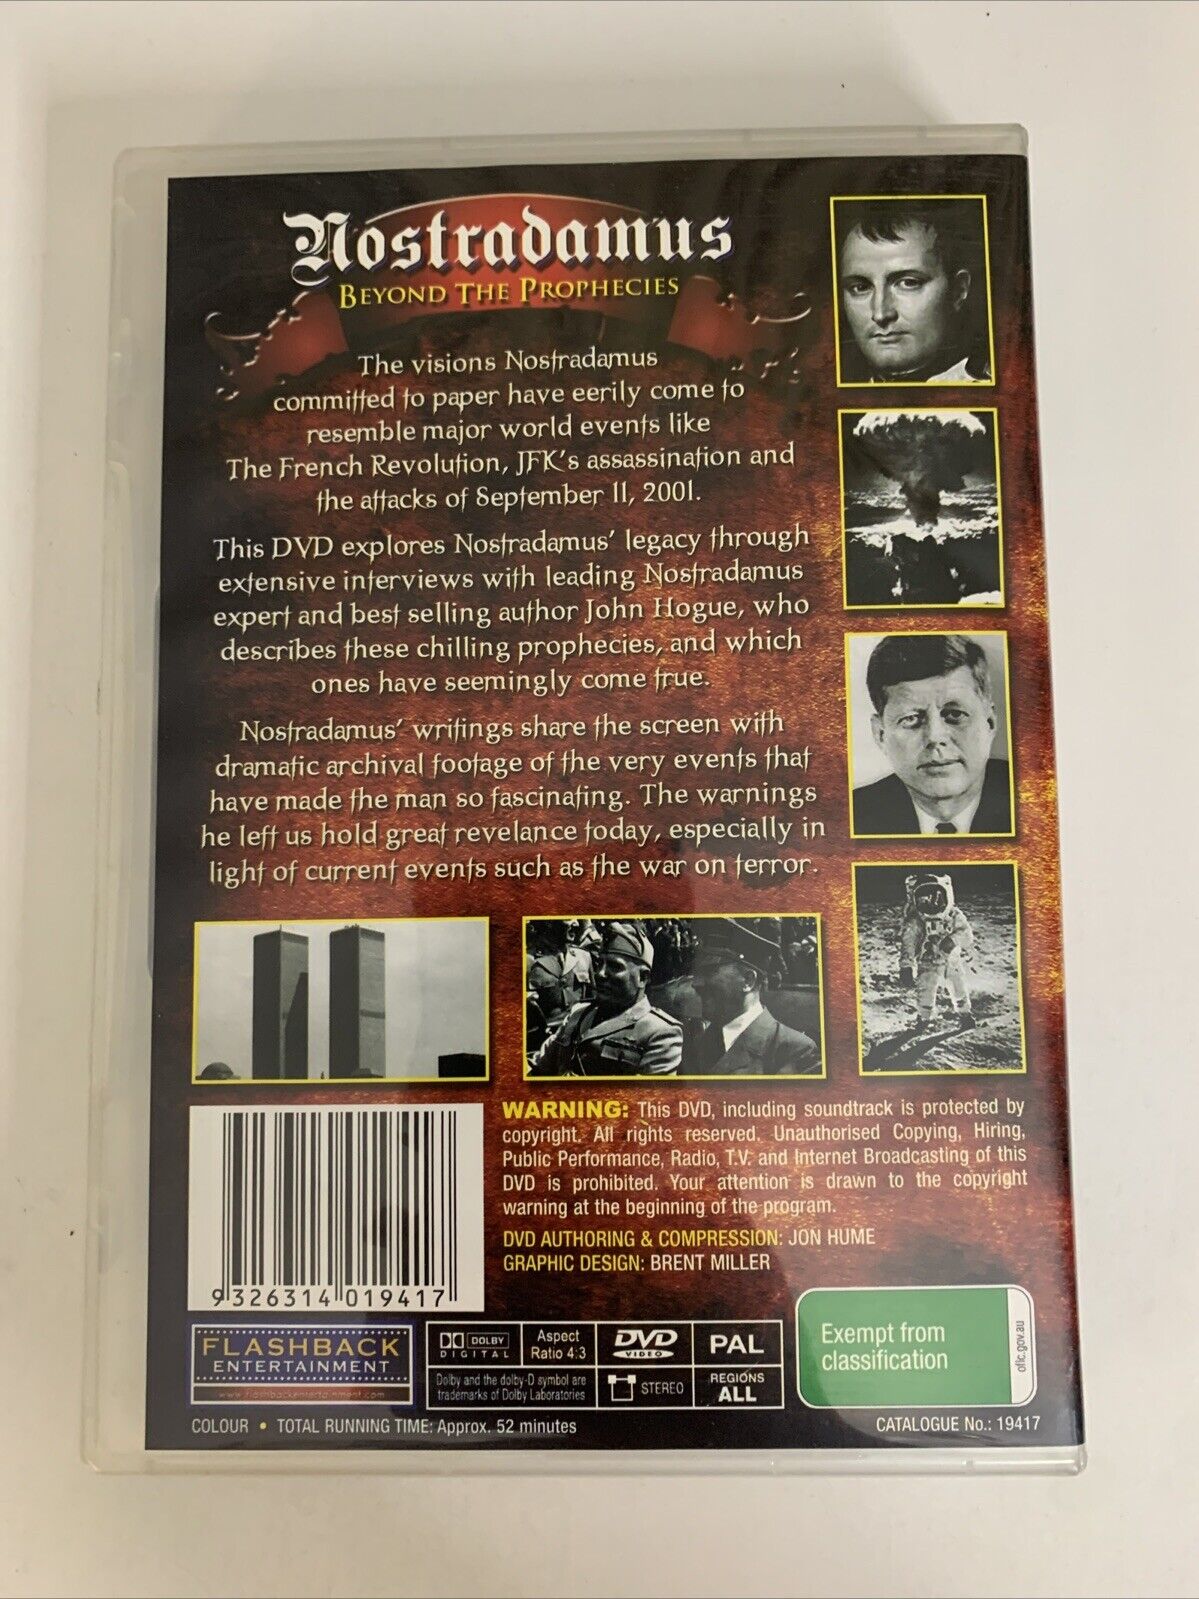 Nostradamus
BEYOND THE PROPHECIES
The visions Nostradamus
committed to paper have eerily come to
resemble major world events like
The French Revolution, JFK's assassination and
the attacks of September 11, 2001.
This DVD explores Nostradamus' legacy through
extensive interviews with leading Nostradamus
expert and best selling author John Hogue, who
describes these chilling prophecies, and which
ones have seemingly come true.
Nostradamus' writings share the screen with
dramatic archival footage of the very events that
have made the man so fascinating. The warnings
he left us hold great revelance today, especially in
light of current events such as the war on terror.
WARNING: This DVD, including soundtrack is protected by
copyright. All rights reserved. Unauthorised Copying, Hiring,
Public Performance, Radio, T.V. and Internet Broadcasting of this
DVD is prohibited. Your attention is drawn to the copyright
warning at the beginning of the program.
DVD AUTHORING & COMPRESSION: JON HUME
GRAPHIC DESIGN: BRENT MILLER
9 326314 019417
FLASHBACK
ENTERTAINMENT
www.flashbackentertainment.com
DOLBY
DIGITAL
Aspect
Ratio 4:3
DVD
VIDEO
PAL
Dolby and the dolby-D symbol are
trademarks of Dolby Laboratories
STEREO
REGIONS
ALL
Exempt from
classification
oflc.gov.au
COLOUR • TOTAL RUNNING TIME: Approx. 52 minutes
CATALOGUE No.: 19417